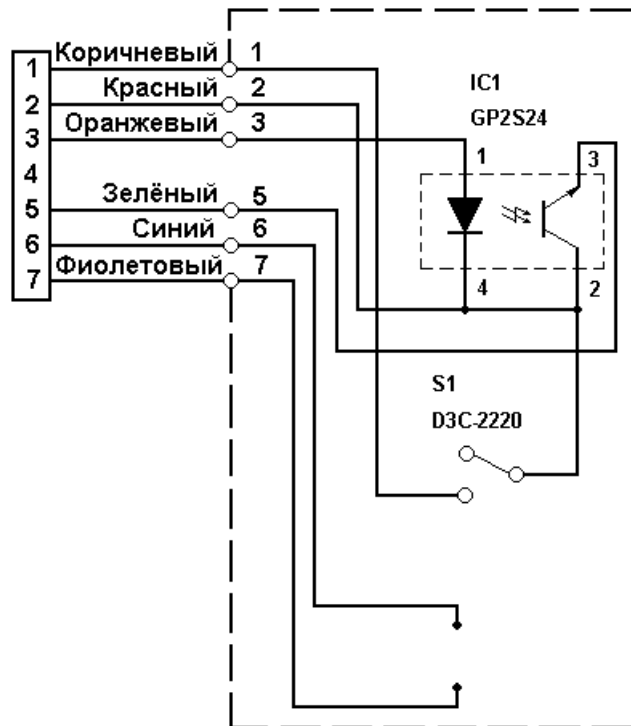 Коричневый 1
1
Красный 2
2
Оранжевый 3
3
4
Зелёный 5
5
Синий 6
6
Фиолетовый 7
7
IC1
GP2S24
1
3
4
2
S1
D3C-2220